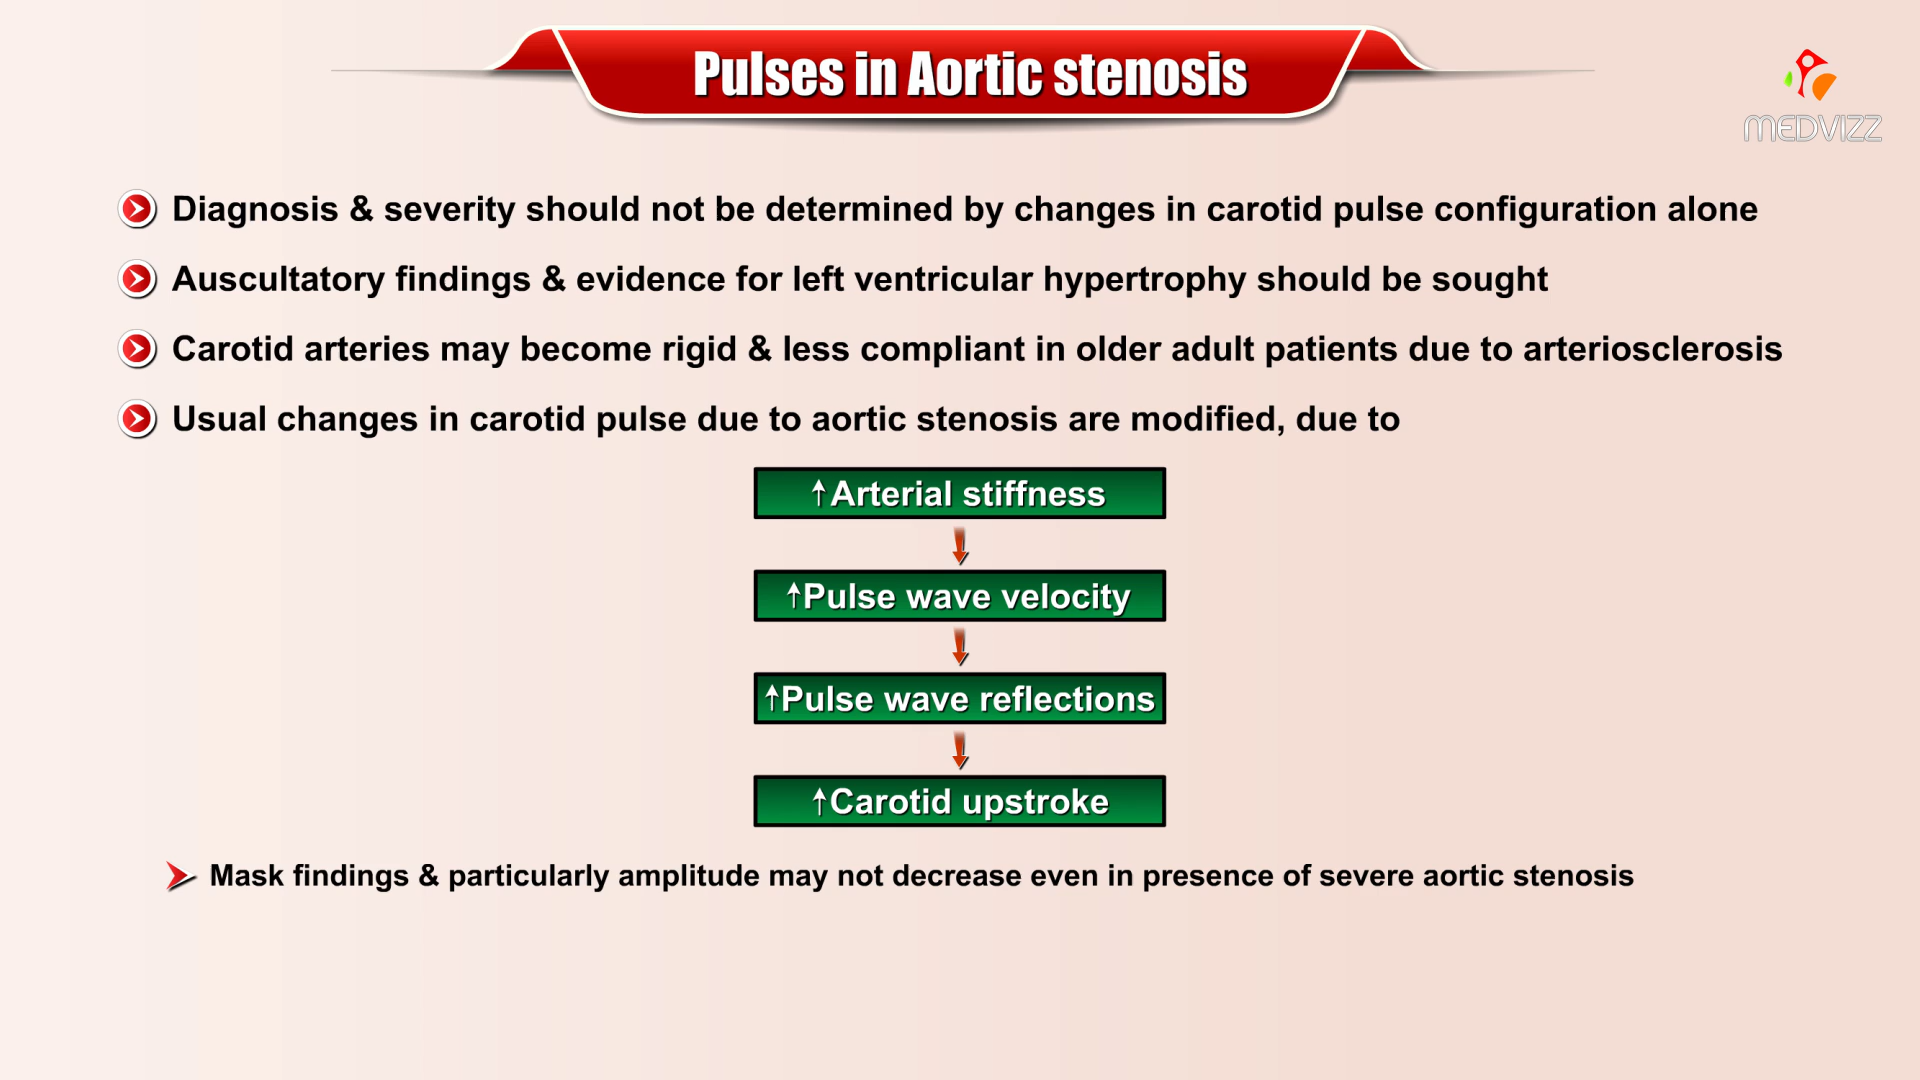 Pulses in Aortic stenosis
MEDVIZZ
Diagnosis & severity should not be determined by changes in carotid pulse configuration alone
Auscultatory findings & evidence for left ventricular hypertrophy should be sought
Carotid arteries may become rigid & less compliant in older adult patients due to arteriosclerosis
Usual changes in carotid pulse due to aortic stenosis are modified, due to
↑Arterial stiffness
↑Pulse wave velocity
↑Pulse wave reflections
↑Carotid upstroke
Mask findings & particularly amplitude may not decrease even in presence of severe aortic stenosis